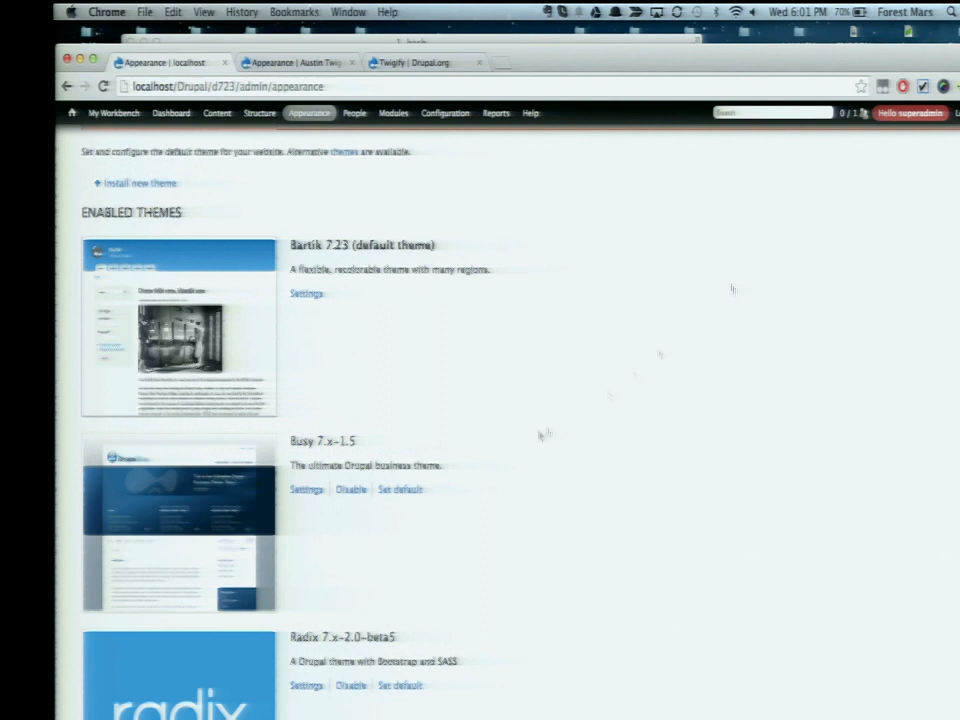 Chrome File Edit View History Bookmarks Window Help Wed 6:01 PM 70% Forest Mars
1. bash
Appearance | localhost Appearance | Austin Twig Twigify | Drupal.org
localhost/Drupal/d723/admin/appearance
My Workbench Dashboard Content Structure Appearance People Modules Configuration Reports Help Search Hello superadmin
Set and configure the default theme for your website. Alternative themes are available.
+ Install new theme
ENABLED THEMES
Bartik 7.23 (default theme)
A flexible, recolorable theme with many regions.
Settings
Busy 7.x-1.5
The ultimate Drupal business theme.
Settings Disable Set default
Radix 7.x-2.0-beta5
A Drupal theme with Bootstrap and SASS
Settings Disable Set default
radix